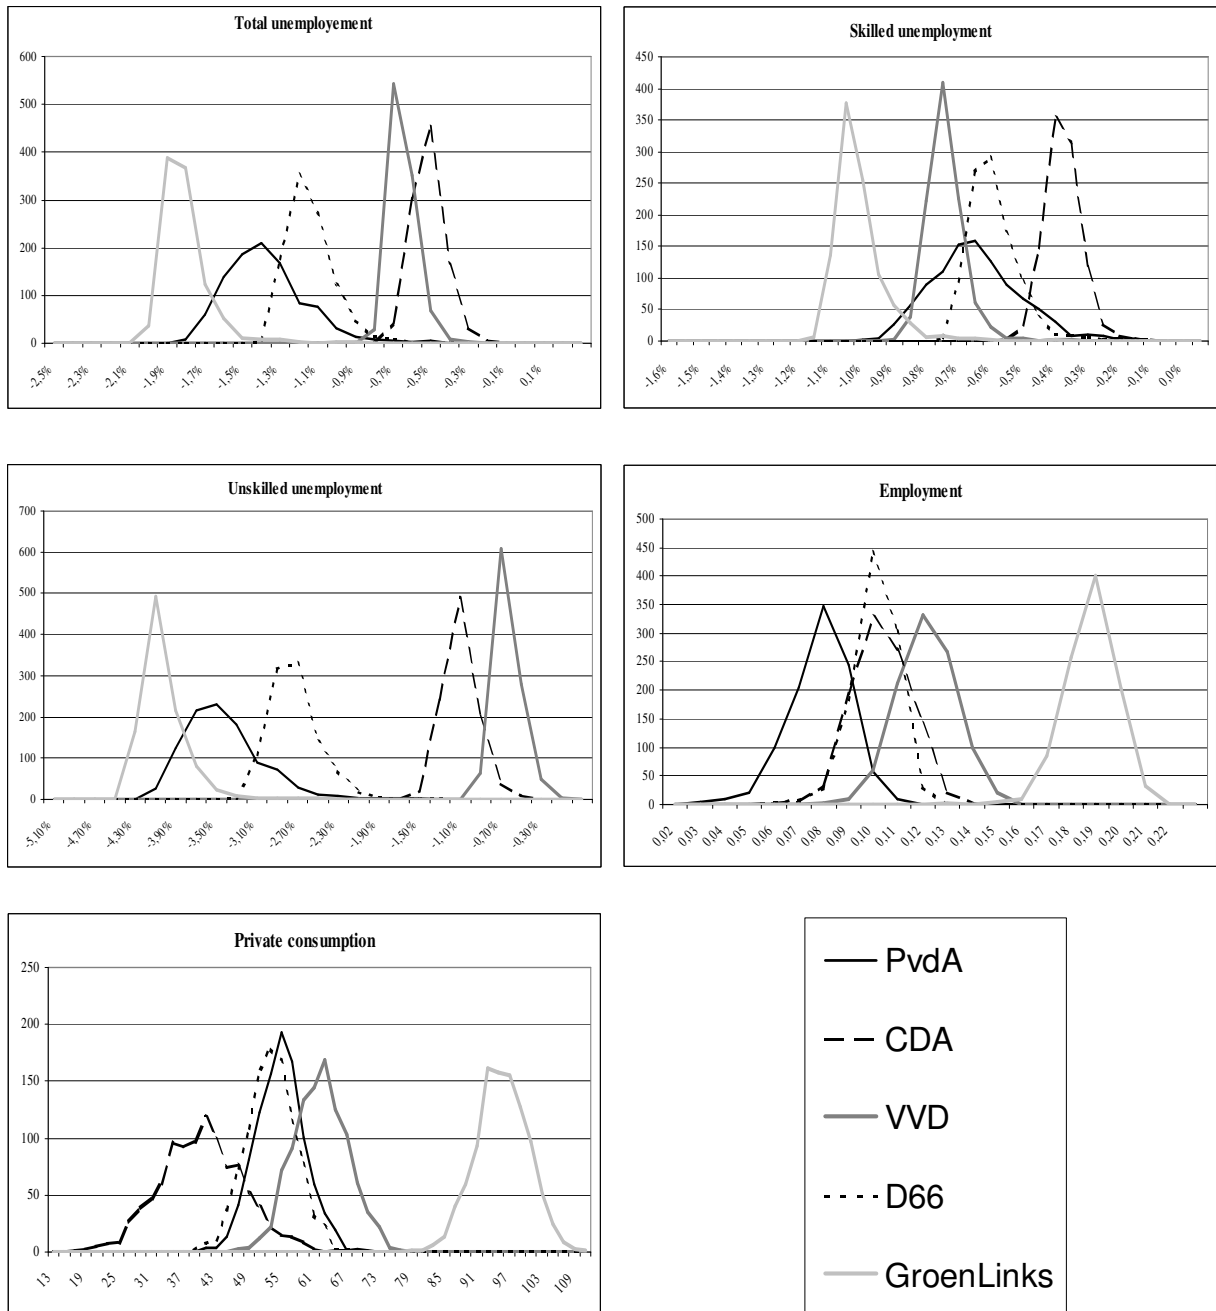 Total unemployement
600
500
400
300
200
100
0
-2,5% -2,3% -2,1% -1,9% -1,7% -1,5% -1,3% -1,1% -0,9% -0,7% -0,5% -0,3% -0,1% 0,1%
Skilled unemployment
450
400
350
300
250
200
150
100
50
0
-1,6% -1,5% -1,4% -1,3% -1,2% -1,1% -1,0% -0,9% -0,8% -0,7% -0,6% -0,5% -0,4% -0,3% -0,2% -0,1% 0,0%
Unskilled unemployment
700
600
500
400
300
200
100
0
-5,10% -4,70% -4,30% -3,90% -3,50% -3,10% -2,70% -2,30% -1,90% -1,50% -1,10% -0,70% -0,30%
Employment
500
450
400
350
300
250
200
150
100
50
0
0,02 0,03 0,04 0,05 0,06 0,07 0,08 0,09 0,10 0,11 0,12 0,13 0,14 0,15 0,16 0,17 0,18 0,19 0,20 0,21 0,22
Private consumption
250
200
150
100
50
0
13 19 25 31 37 43 49 55 61 67 73 79 85 91 97 103 109
PvdA
CDA
VVD
D66
GroenLinks